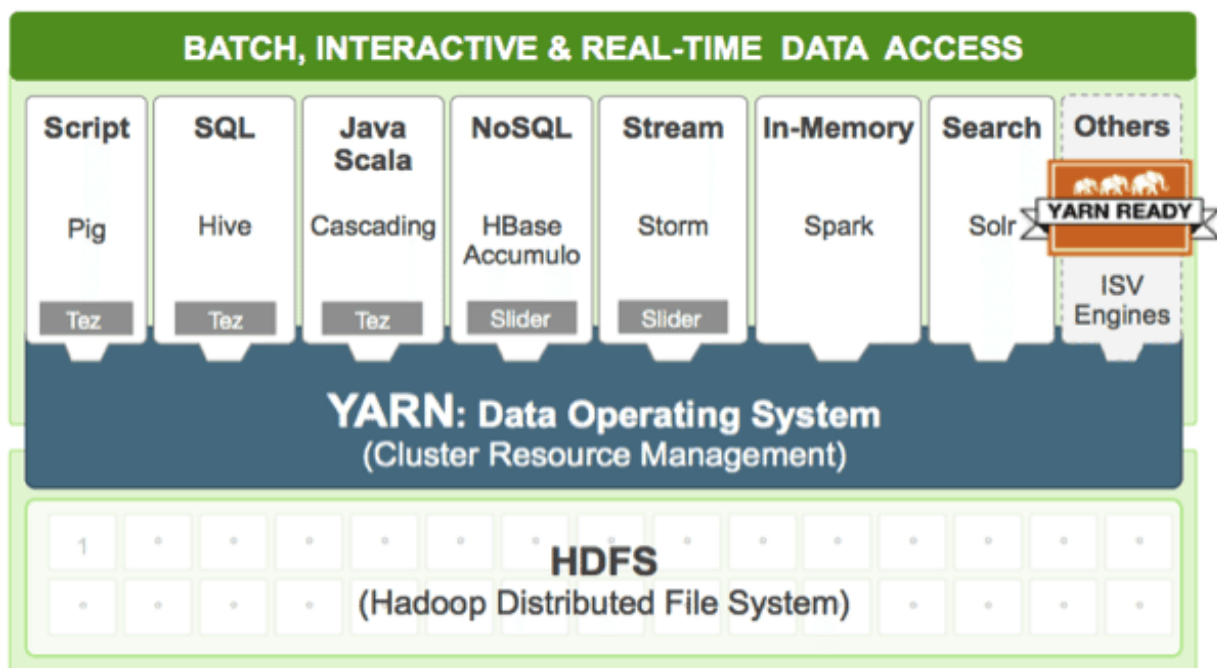 BATCH, INTERACTIVE & REAL-TIME DATA ACCESS
Script
Pig
Tez
SQL
Hive
Tez
Java
Scala
Cascading
Tez
NoSQL
HBase
Accumulo
Slider
Stream
Storm
Slider
In-Memory
Spark
Search
Solr
Others
YARN READY
ISV
Engines
YARN: Data Operating System
(Cluster Resource Management)
1
HDFS
(Hadoop Distributed File System)